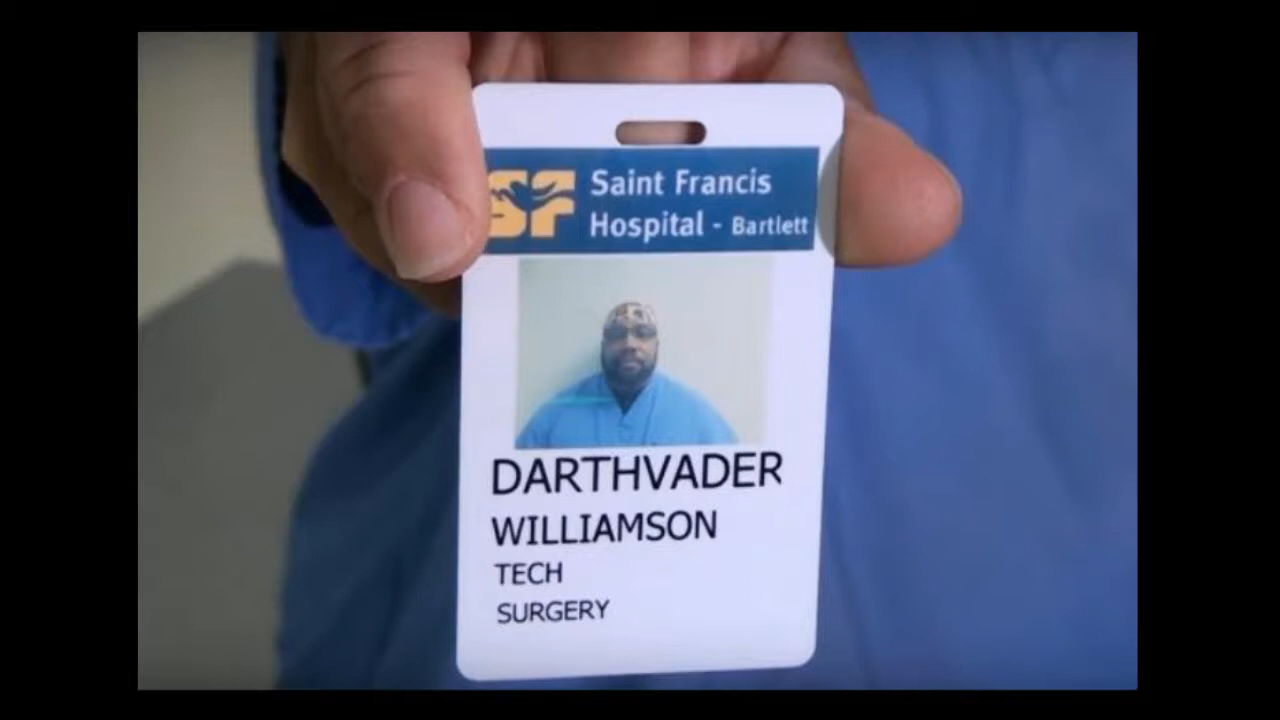 SF Saint Francis
Hospital - Bartlett
DARTHVADER
WILLIAMSON
TECH
SURGERY